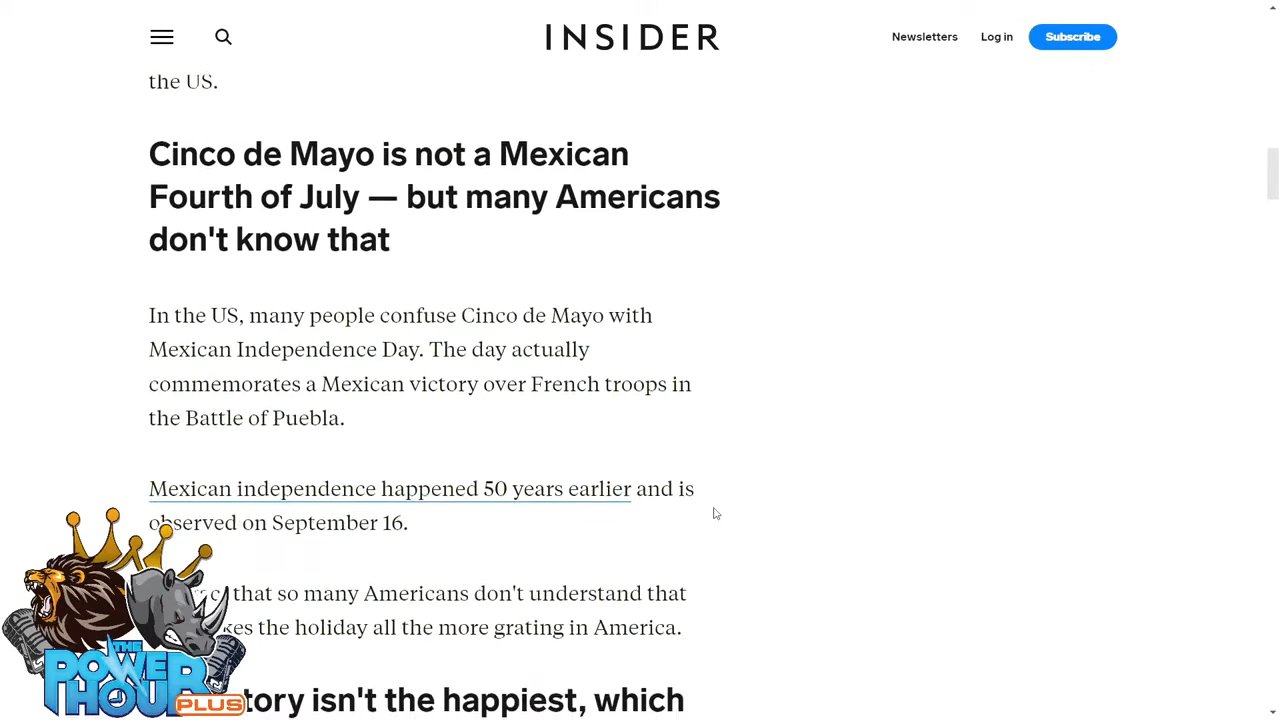 INSIDER
Newsletters
Log in
Subscribe
the US.
Cinco de Mayo is not a Mexican
Fourth of July — but many Americans
don't know that
In the US, many people confuse Cinco de Mayo with
Mexican Independence Day. The day actually
commemorates a Mexican victory over French troops in
the Battle of Puebla.
Mexican independence happened 50 years earlier and is
observed on September 16.
that so many Americans don't understand that
the holiday all the more grating in America.
isn't the happiest, which
THE
POWER
HOUR
PLUS